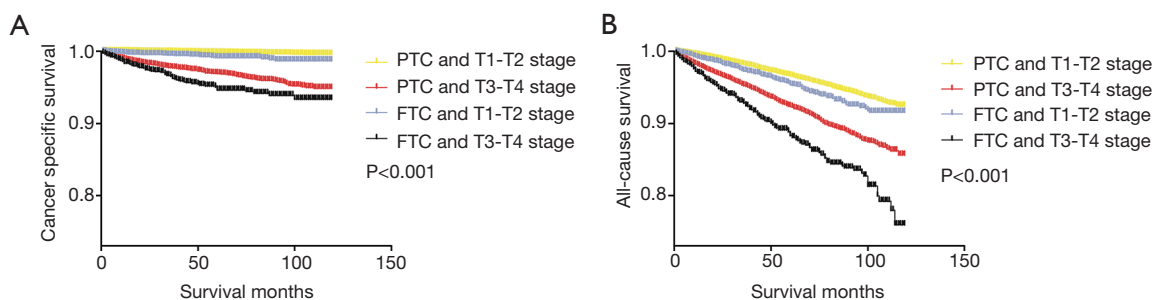 A
Cancer specific survival
1.0
0.9
0.8
0
50
100
150
Survival months
PTC and T1-T2 stage
PTC and T3-T4 stage
FTC and T1-T2 stage
FTC and T3-T4 stage
P<0.001
B
All-cause survival
1.0
0.9
0.8
0
50
100
150
Survival months
PTC and T1-T2 stage
PTC and T3-T4 stage
FTC and T1-T2 stage
FTC and T3-T4 stage
P<0.001